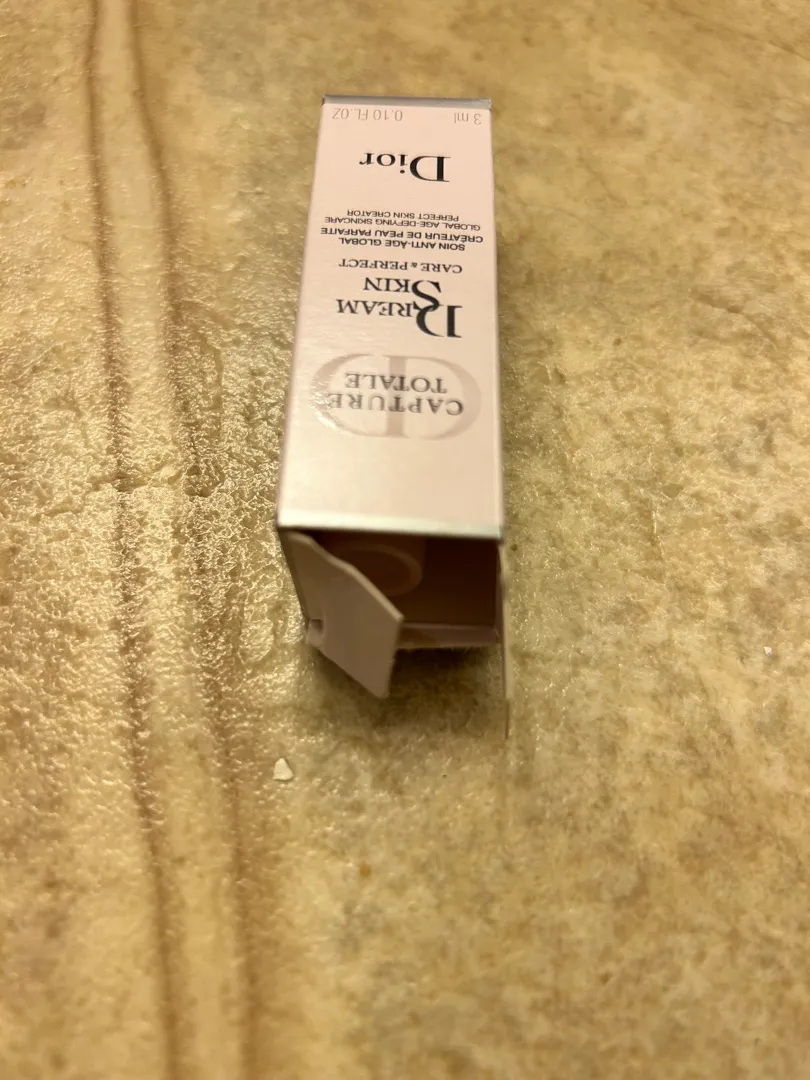 CAPTURE
TOTALE
DREAM
SKIN
CARE & PERFECT
SOIN ANTI-ÂGE GLOBAL
CRÉATEUR DE PEAU PARFAITE
GLOBAL AGE-DEFYING SKINCARE
PERFECT SKIN CREATOR
Dior
3 ml 0.10 FL.OZ